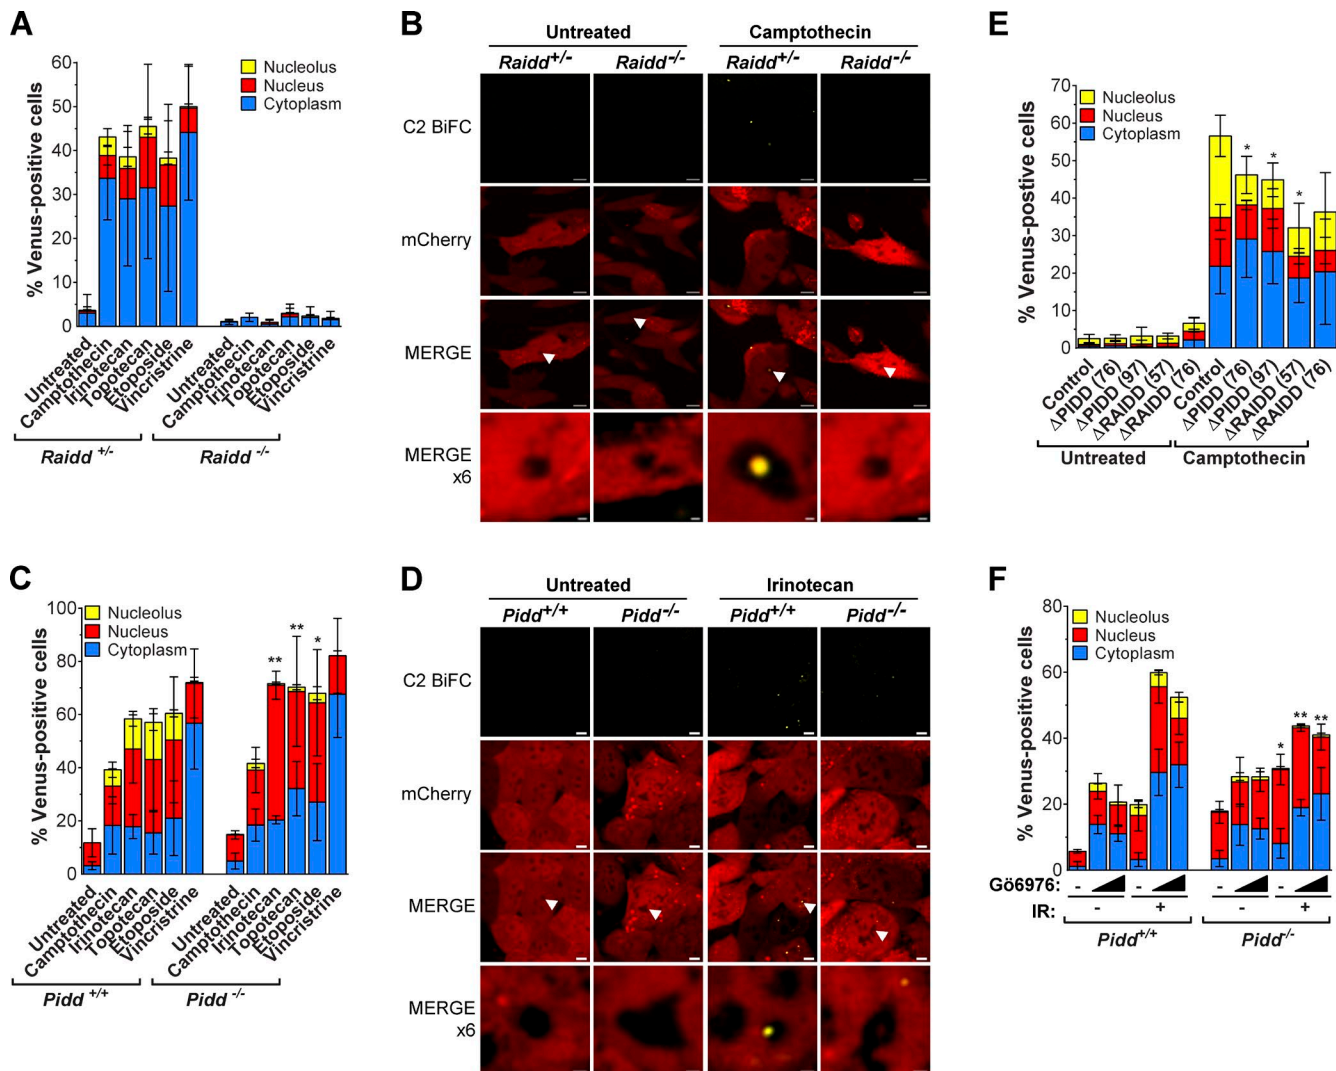 A
% Venus-positive cells
60
50
40
30
20
10
0
Nucleolus
Nucleus
Cytoplasm
Untreated
Camptothecin
Irinotecan
Topotecan
Etoposide
Vincristine
Untreated
Camptothecin
Irinotecan
Topotecan
Etoposide
Vincristine
Raidd +/-
Raidd -/-
B
Untreated
Camptothecin
Raidd+/-
Raidd-/-
Raidd+/-
Raidd-/-
C2 BiFC
mCherry
MERGE
MERGE
x6
E
% Venus-postive cells
70
60
50
40
30
20
10
0
Nucleolus
Nucleus
Cytoplasm
*
*
*
Control
ΔPIDD (76)
ΔPIDD (97)
ΔRAIDD (57)
ΔRAIDD (76)
Control
ΔPIDD (76)
ΔPIDD (97)
ΔRAIDD (57)
ΔRAIDD (76)
Untreated
Camptothecin
C
% Venus-positive cells
100
80
60
40
20
0
Nucleolus
Nucleus
Cytoplasm
**
**
*
Untreated
Camptothecin
Irinotecan
Topotecan
Etoposide
Vincristine
Untreated
Camptothecin
Irinotecan
Topotecan
Etoposide
Vincristine
Pidd +/+
Pidd -/-
D
Untreated
Irinotecan
Pidd+/+
Pidd-/-
Pidd+/+
Pidd-/-
C2 BiFC
mCherry
MERGE
MERGE
x6
F
% Venus-positive cells
80
60
40
20
0
Nucleolus
Nucleus
Cytoplasm
*
**
**
Gö6976: - - - -
IR: - + - +
Pidd+/+
Pidd-/-